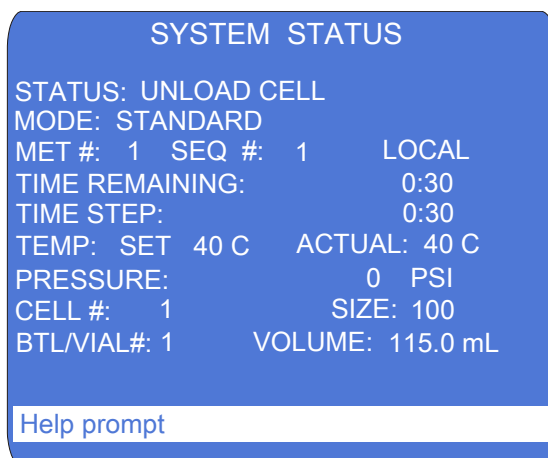 SYSTEM STATUS
STATUS: UNLOAD CELL
MODE: STANDARD
MET #: 1 SEQ #: 1 LOCAL
TIME REMAINING: 0:30
TIME STEP: 0:30
TEMP: SET 40 C ACTUAL: 40 C
PRESSURE: 0 PSI
CELL #: 1 SIZE: 100
BTL/VIAL#: 1 VOLUME: 115.0 mL
Help prompt